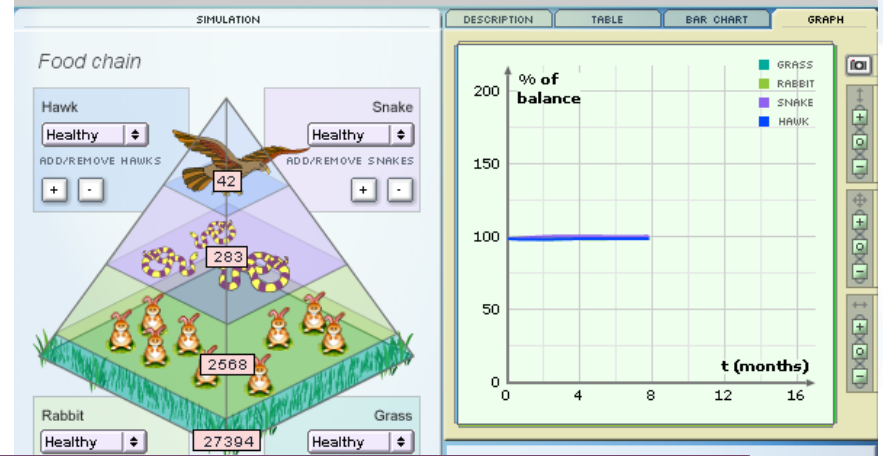 SIMULATION
DESCRIPTION
TABLE
BAR CHART
GRAPH
Food chain
Hawk
Healthy
ADD/REMOVE HAWKS
+ -
Snake
Healthy
ADD/REMOVE SNAKES
+ -
42
283
2568
27394
Rabbit
Healthy
Grass
Healthy
% of
balance
GRASS
RABBIT
SNAKE
HAWK
200
150
100
50
0
t (months)
0 4 8 12 16